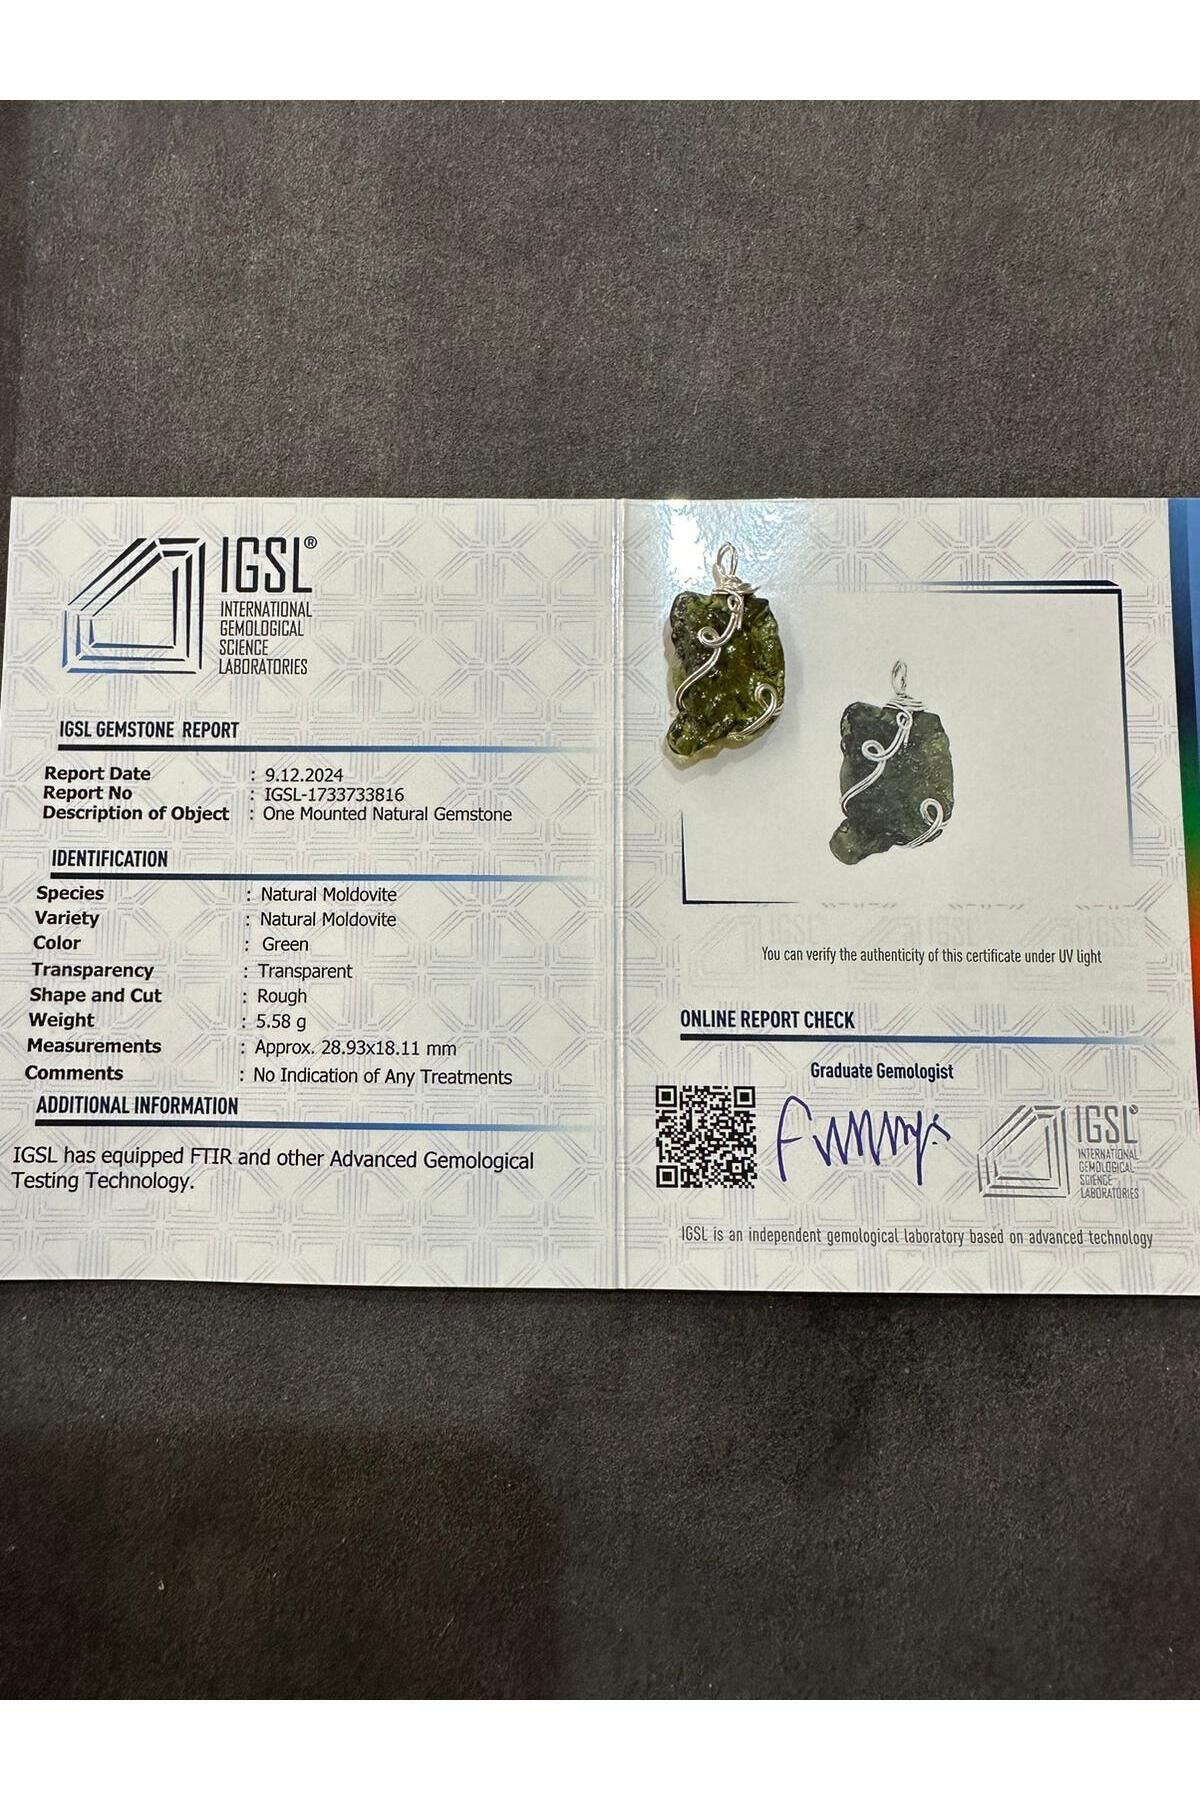 IGSL®
INTERNATIONAL
GEMOLOGICAL
SCIENCE
LABORATORIES
IGSL GEMSTONE REPORT
Report Date : 9.12.2024
Report No : IGSL-1733733816
Description of Object : One Mounted Natural Gemstone
IDENTIFICATION
Species : Natural Moldovite
Variety : Natural Moldovite
Color : Green
Transparency : Transparent
Shape and Cut : Rough
Weight : 5.58 g
Measurements : Approx. 28.93x18.11 mm
Comments : No Indication of Any Treatments
ADDITIONAL INFORMATION
IGSL has equipped FTIR and other Advanced Gemological
Testing Technology.
You can verify the authenticity of this certificate under UV light
ONLINE REPORT CHECK
Graduate Gemologist
IGSL®
INTERNATIONAL
GEMOLOGICAL
SCIENCE
LABORATORIES
IGSL is an independent gemological laboratory based on advanced technology